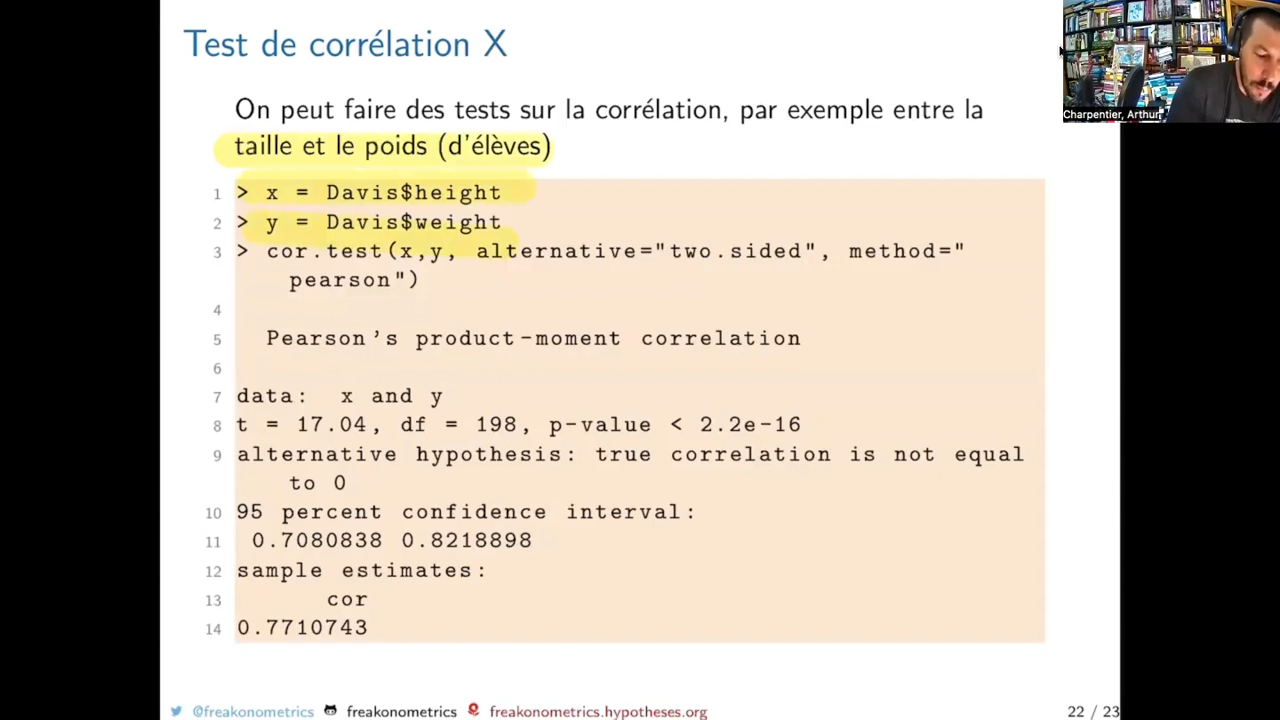 Test de corrélation X
Charpentier, Arthur
On peut faire des tests sur la corrélation, par exemple entre la
taille et le poids (d'élèves)
1 > x = Davis$height
2 > y = Davis$weight
3 > cor.test(x,y, alternative="two.sided", method="
pearson")
4
5 Pearson's product-moment correlation
6
7 data: x and y
8 t = 17.04, df = 198, p-value < 2.2e-16
9 alternative hypothesis: true correlation is not equal
to 0
10 95 percent confidence interval:
11 0.7080838 0.8218898
12 sample estimates:
13 cor
14 0.7710743
@freakonometrics freakonometrics freakonometrics.hypotheses.org 22 / 23